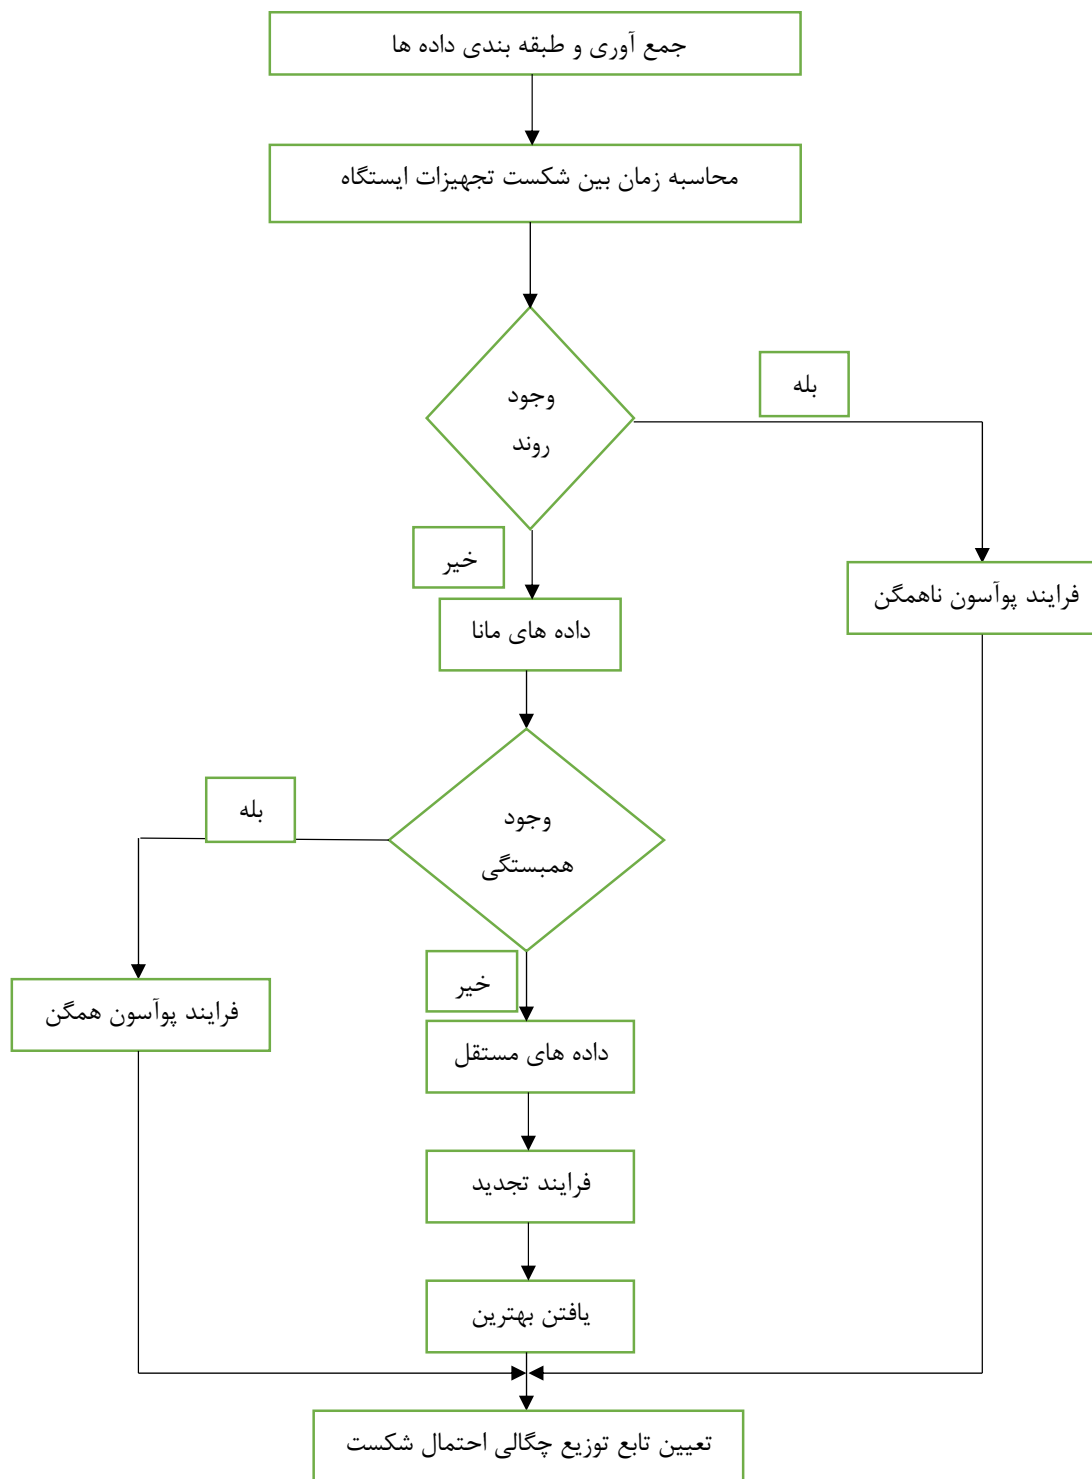 جمع آوری و طبقه بندی داده ها
محاسبه زمان بین شکست تجهیزات ایستگاه
وجود
روند
بله
خیر
فرایند پوآسون ناهمگن
داده های مانا
وجود
همبستگی
بله
خیر
فرایند پوآسون همگن
داده های مستقل
فرایند تجدید
یافتن بهترین
تعیین تابع توزیع چگالی احتمال شکست